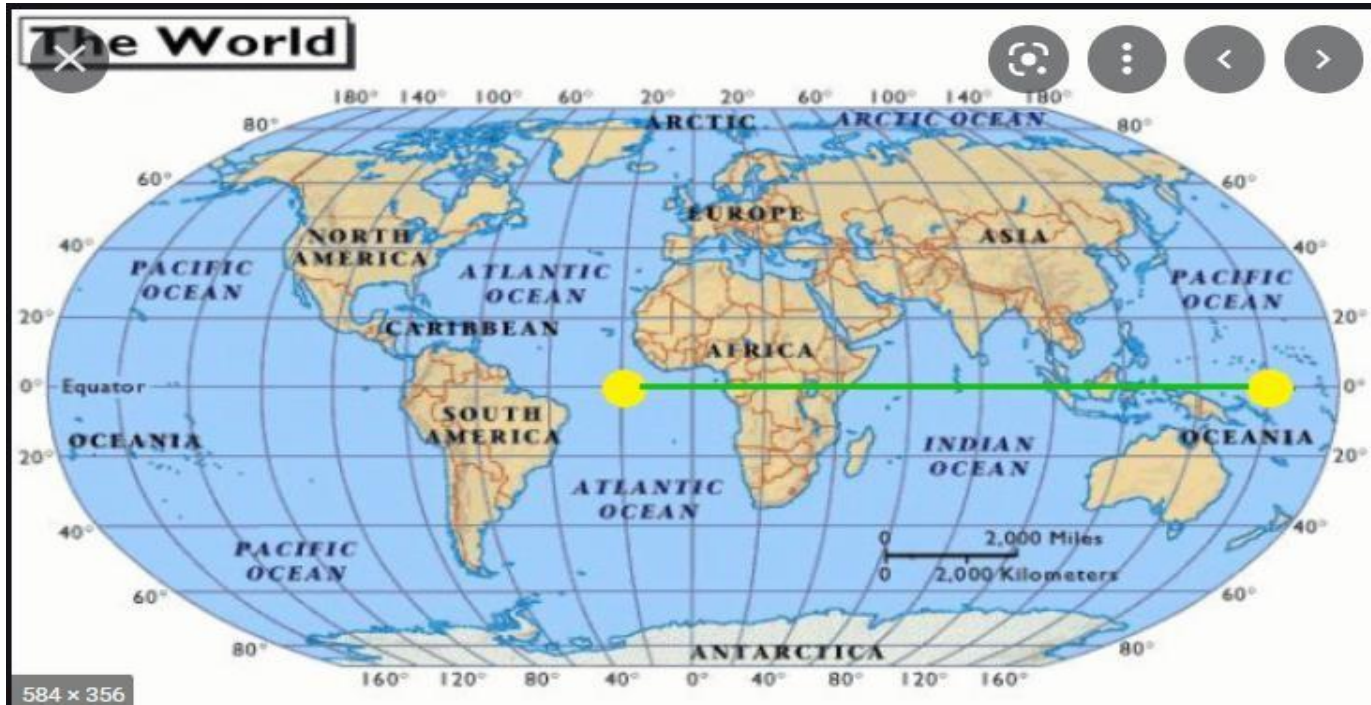 The World
180° 140° 100° 60° 20° 20° 60° 100° 140° 180°
80° ARCTIC ARCTIC OCEAN 80°
60° 60°
EUROPE
40° NORTH AMERICA ASIA 40°
PACIFIC OCEAN ATLANTIC OCEAN PACIFIC OCEAN
20° CARIBBEAN 20°
AFRICA
0° Equator 0°
SOUTH AMERICA
OCEANIA INDIAN OCEAN OCEANIA
20° 20°
ATLANTIC OCEAN
40° 40°
PACIFIC OCEAN
0 2,000 Miles
0 2,000 Kilometers
60° 60°
80° ANTARCTICA 80°
160° 120° 80° 40° 0° 40° 80° 120° 160°
584 × 356